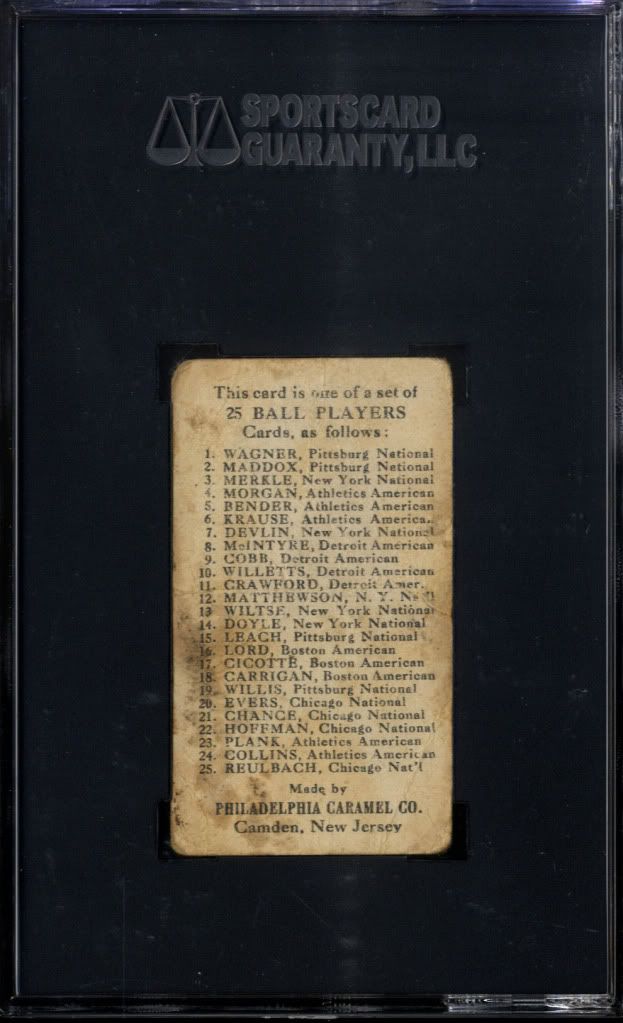 SPORTSCARD
GUARANTY, LLC
This card is one of a set of
25 BALL PLAYERS
Cards, as follows:
1. WAGNER, Pittsburg National
2. MADDOX, Pittsburg National
3. MERKLE, New York National
4. MORGAN, Athletics American
5. BENDER, Athletics American
6. KRAUSE, Athletics America
7. DEVLIN, New York National
8. McINTYRE, Detroit American
9. COBB, Detroit American
10. WILLETTS, Detroit American
11. CRAWFORD, Detroit Amer.
12. MATTHEWSON, N. Y. Nat'l
13 WILTSE, New York National
14. DOYLE, New York National
15. LEACH, Pittsburg National
16. LORD, Boston American
17. CICOTTE, Boston American
18. CARRIGAN, Boston American
19. WILLIS, Pittsburg National
20. EVERS, Chicago National
21. CHANCE, Chicago National
22. HOFFMAN, Chicago National
23. PLANK, Athletics American
24. COLLINS, Athletics American
25. REULBACH, Chicago Nat'l
Made by
PHILADELPHIA CARAMEL CO.
Camden, New Jersey